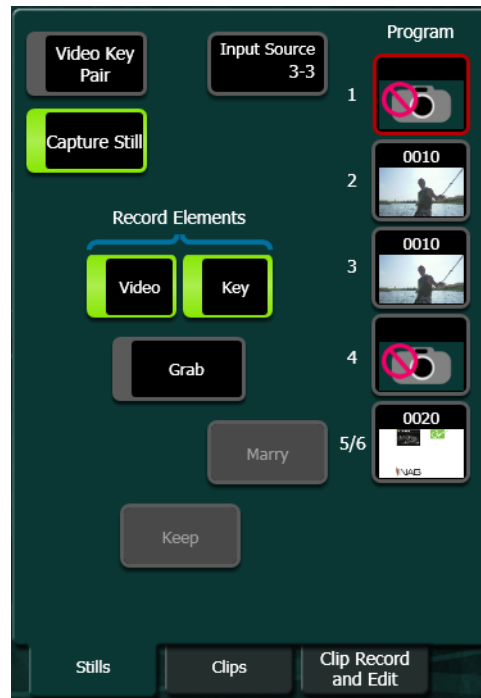 Video Key
Pair
Input Source
3-3
Program
Capture Still
1
0010
2
Record Elements
0010
3
Video
Key
Grab
4
0020
5/6
Marry
NAB
Keep
Stills
Clips
Clip Record
and Edit